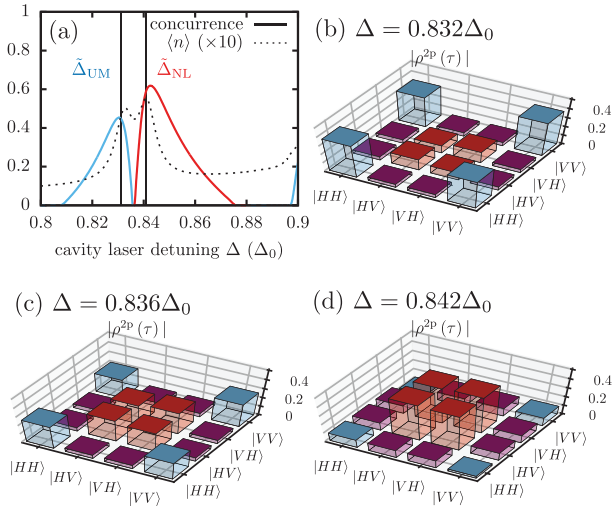 (a)
concurrence
⟨n⟩ (×10)
Δ̃_UM
Δ̃_NL
1
0.8
0.6
0.4
0.2
0
0.8 0.82 0.84 0.86 0.88 0.9
cavity laser detuning Δ (Δ₀)
(b) Δ = 0.832Δ₀
|ρ²ᵖ(τ)|
0.4
0.2
0
|HH⟩ |HV⟩ |VH⟩ |VV⟩
|HH⟩ |HV⟩ |VH⟩ |VV⟩
(c) Δ = 0.836Δ₀
|ρ²ᵖ(τ)|
0.4
0.2
0
|HH⟩ |HV⟩ |VH⟩ |VV⟩
|HH⟩ |HV⟩ |VH⟩ |VV⟩
(d) Δ = 0.842Δ₀
|ρ²ᵖ(τ)|
0.4
0.2
0
|HH⟩ |HV⟩ |VH⟩ |VV⟩
|HH⟩ |HV⟩ |VH⟩ |VV⟩